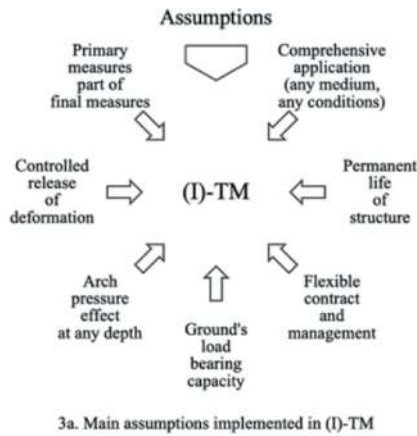 Assumptions
Primary
measures
part of
final measures
Comprehensive
application
(any medium,
any conditions)
Controlled
release
of
deformation
(I)-TM
Permanent
life
of
structure
Arch
pressure
effect
at any depth
Ground's
load
bearing
capacity
Flexible
contract
and
management
3a. Main assumptions implemented in (I)-TM